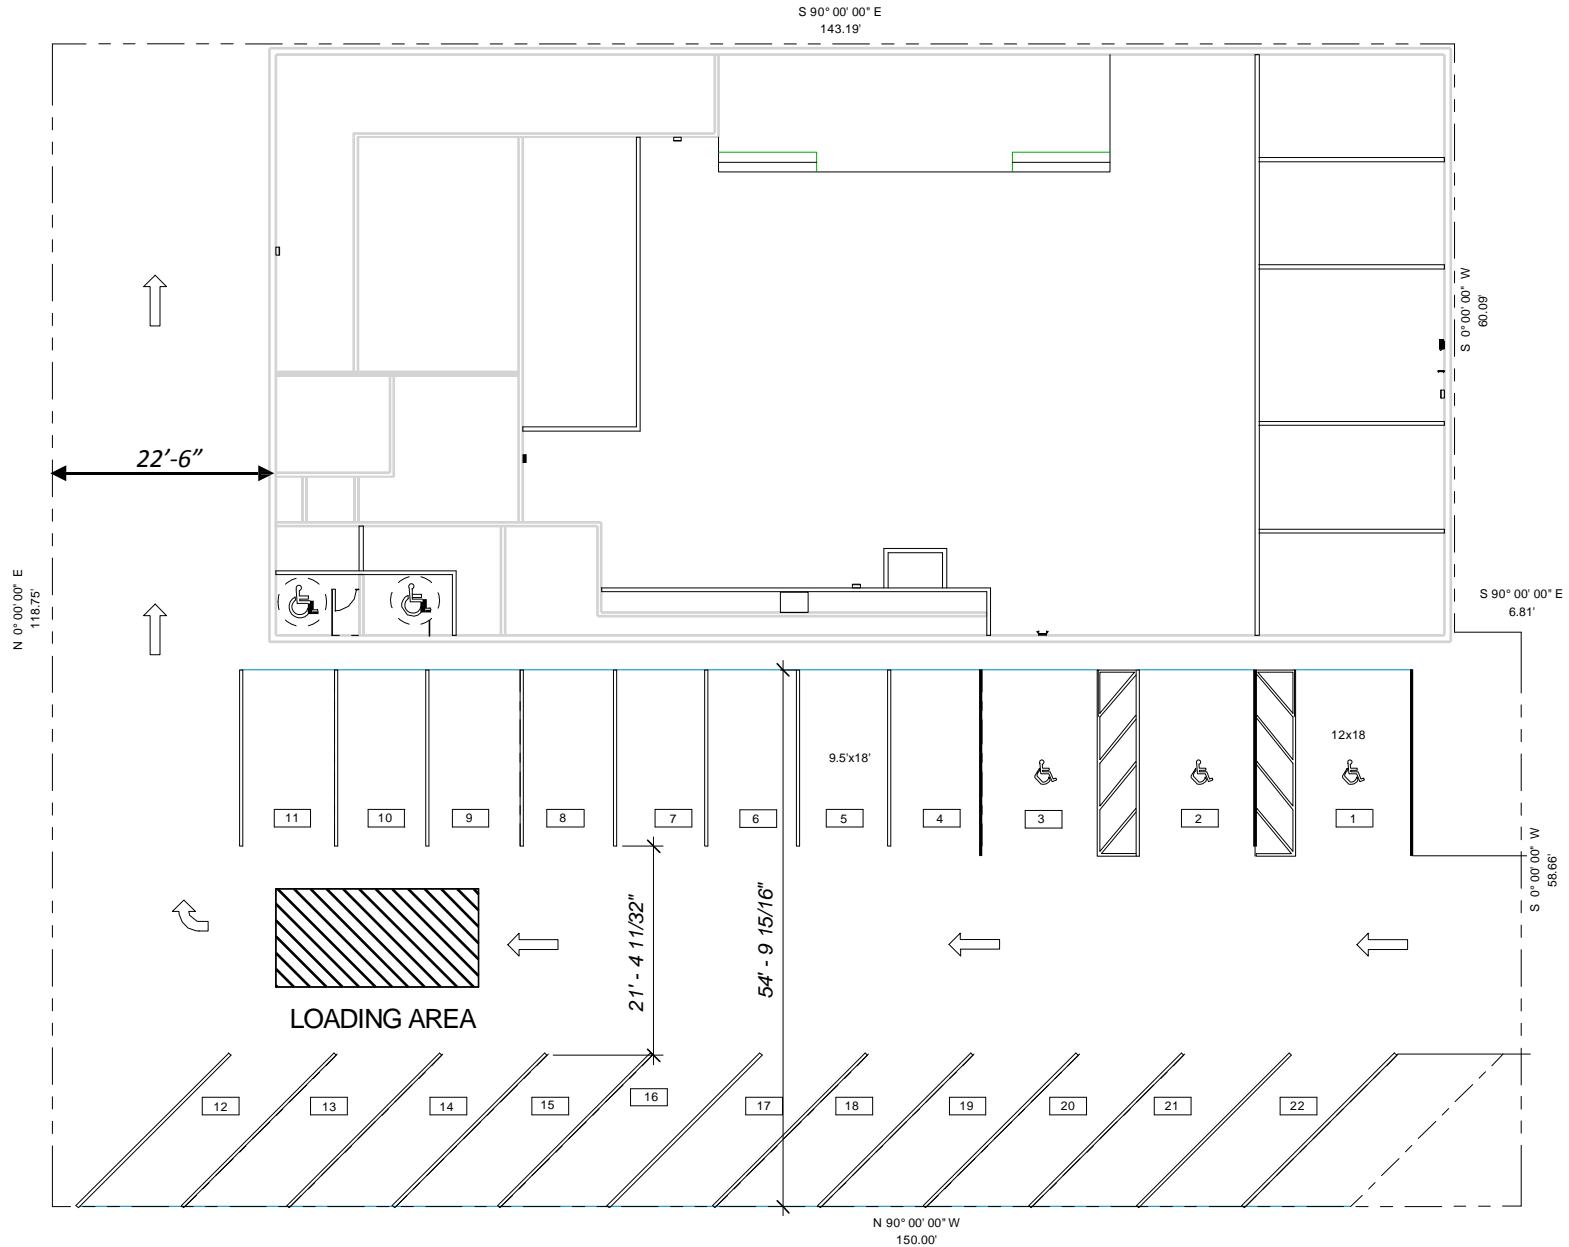 S 90° 00' 00" E
143.19'
S 0° 00' 00" W
60.09'
22'-6"
N 0° 00' 00" E
118.75'
S 90° 00' 00" E
6.81'
12x18
9.5'x18'
11
10
9
8
7
6
5
4
3
2
1
S 0° 00' 00" W
58.66'
21' - 4 11/32"
54' - 9 15/16"
LOADING AREA
12
13
14
15
16
17
18
19
20
21
22
N 90° 00' 00" W
150.00'